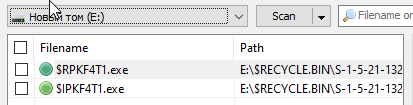 Новый том (E:) Scan Filename or
Filename Path
$RPKF4T1.exe E:\$RECYCLE.BIN\S-1-5-21-132
$IPKF4T1.exe E:\$RECYCLE.BIN\S-1-5-21-132